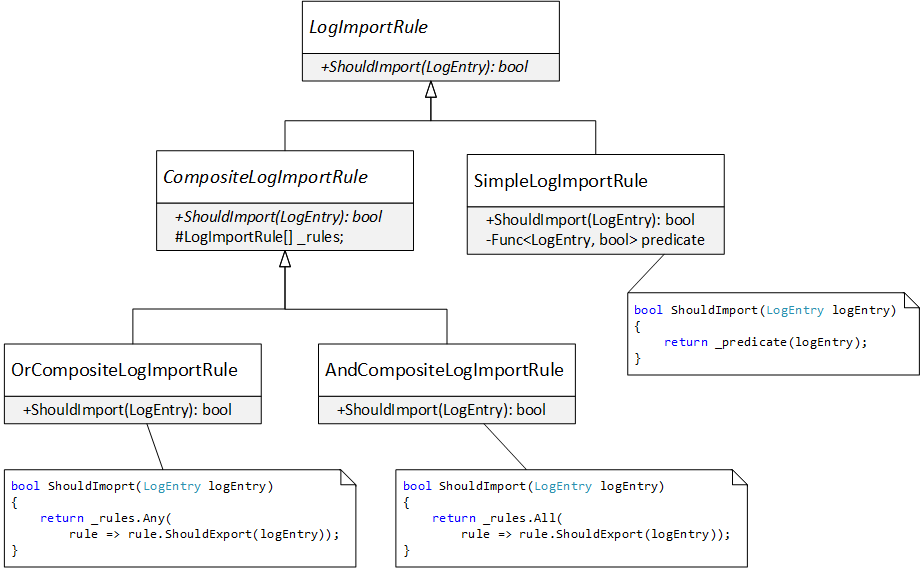 LogImportRule
+ShouldImport(LogEntry): bool
CompositeLogImportRule
+ShouldImport(LogEntry): bool
#LogImportRule[] _rules;
SimpleLogImportRule
+ShouldImport(LogEntry): bool
-Func<LogEntry, bool> predicate
bool ShouldImport(LogEntry logEntry)
{
return _predicate(logEntry);
}
OrCompositeLogImportRule
+ShouldImport(LogEntry): bool
AndCompositeLogImportRule
+ShouldImport(LogEntry): bool
bool ShouldImoprt(LogEntry logEntry)
{
return _rules.Any(
rule => rule.ShouldExport(logEntry));
}
bool ShouldImport(LogEntry logEntry)
{
return _rules.All(
rule => rule.ShouldExport(logEntry));
}